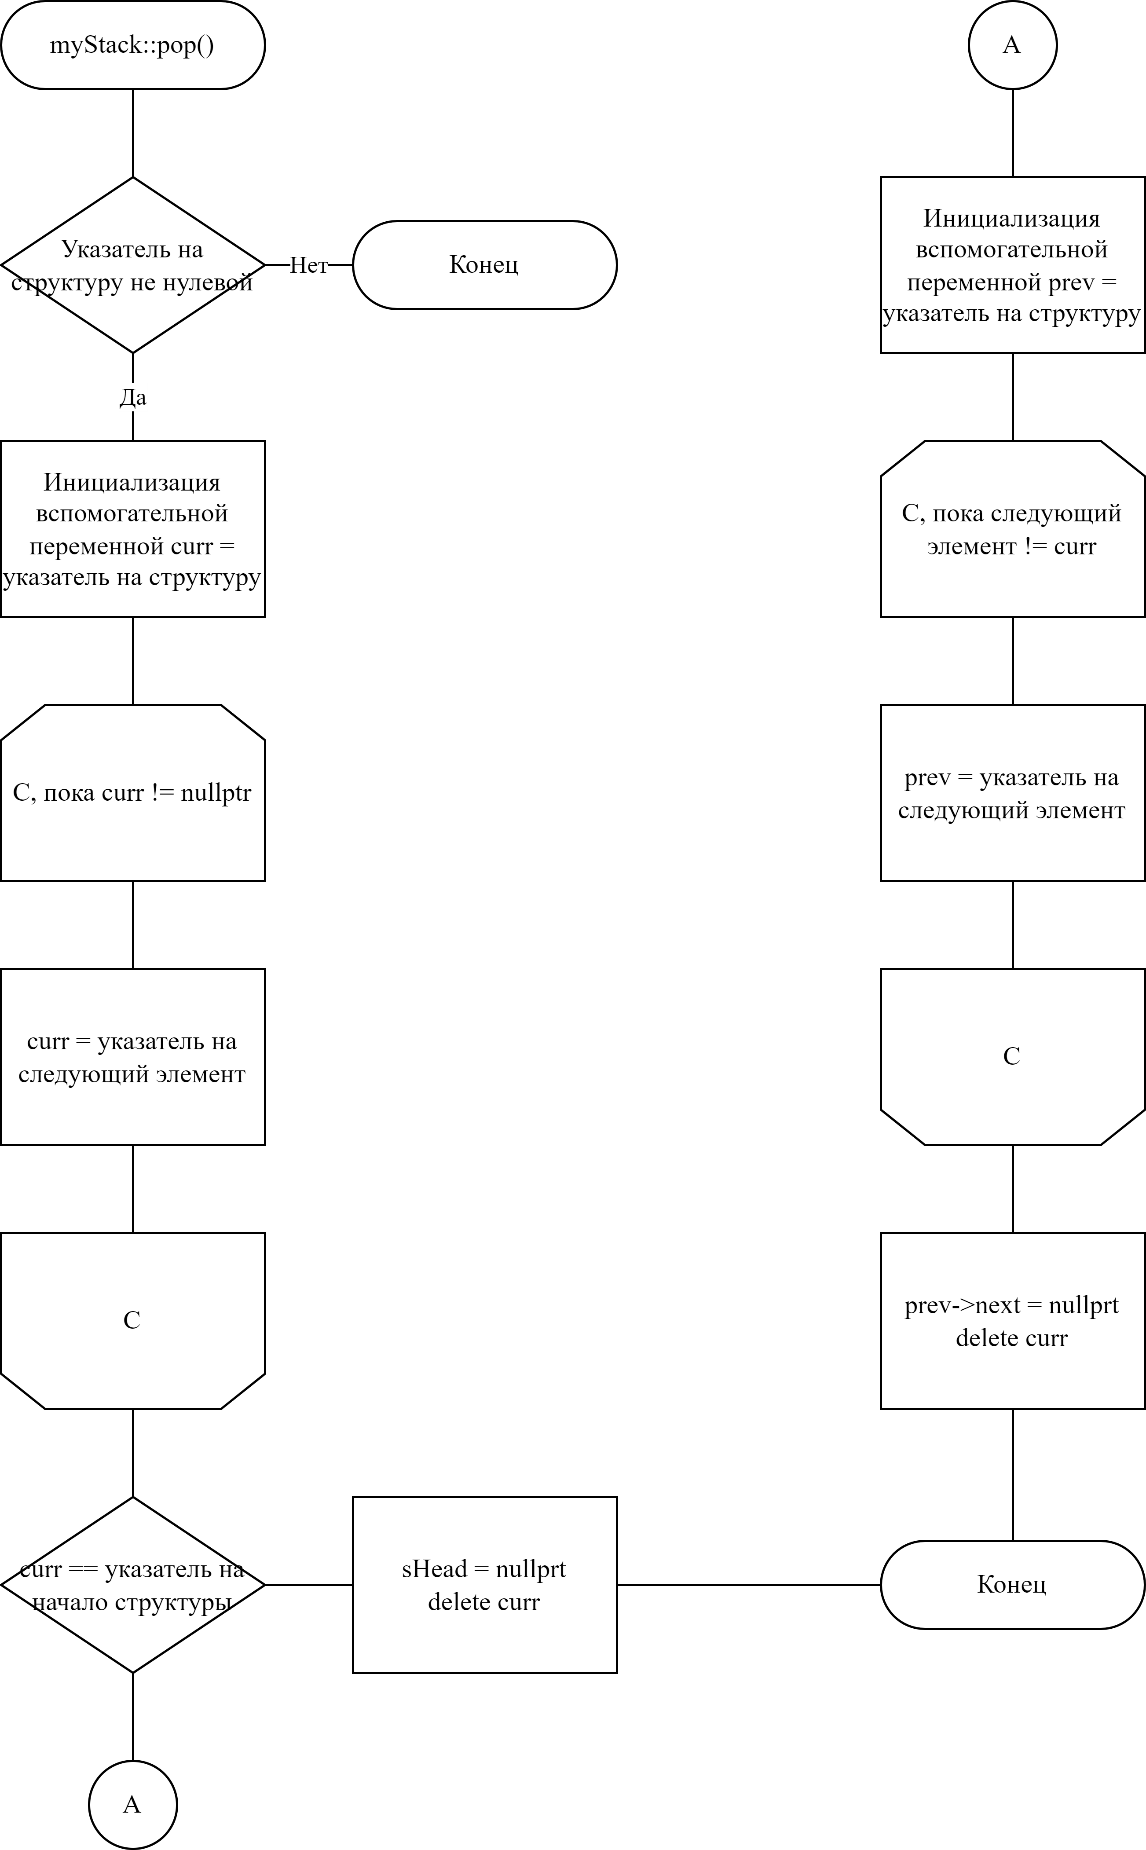 myStack::pop()
Указатель на
структуру не нулевой
Нет
Конец
Да
Инициализация
вспомогательной
переменной curr =
указатель на структуру
С, пока curr != nullptr
curr = указатель на
следующий элемент
С
curr == указатель на
начало структуры
sHead = nullprt
delete curr
А
А
Инициализация
вспомогательной
переменной prev =
указатель на структуру
С, пока следующий
элемент != curr
prev = указатель на
следующий элемент
С
prev->next = nullprt
delete curr
Конец